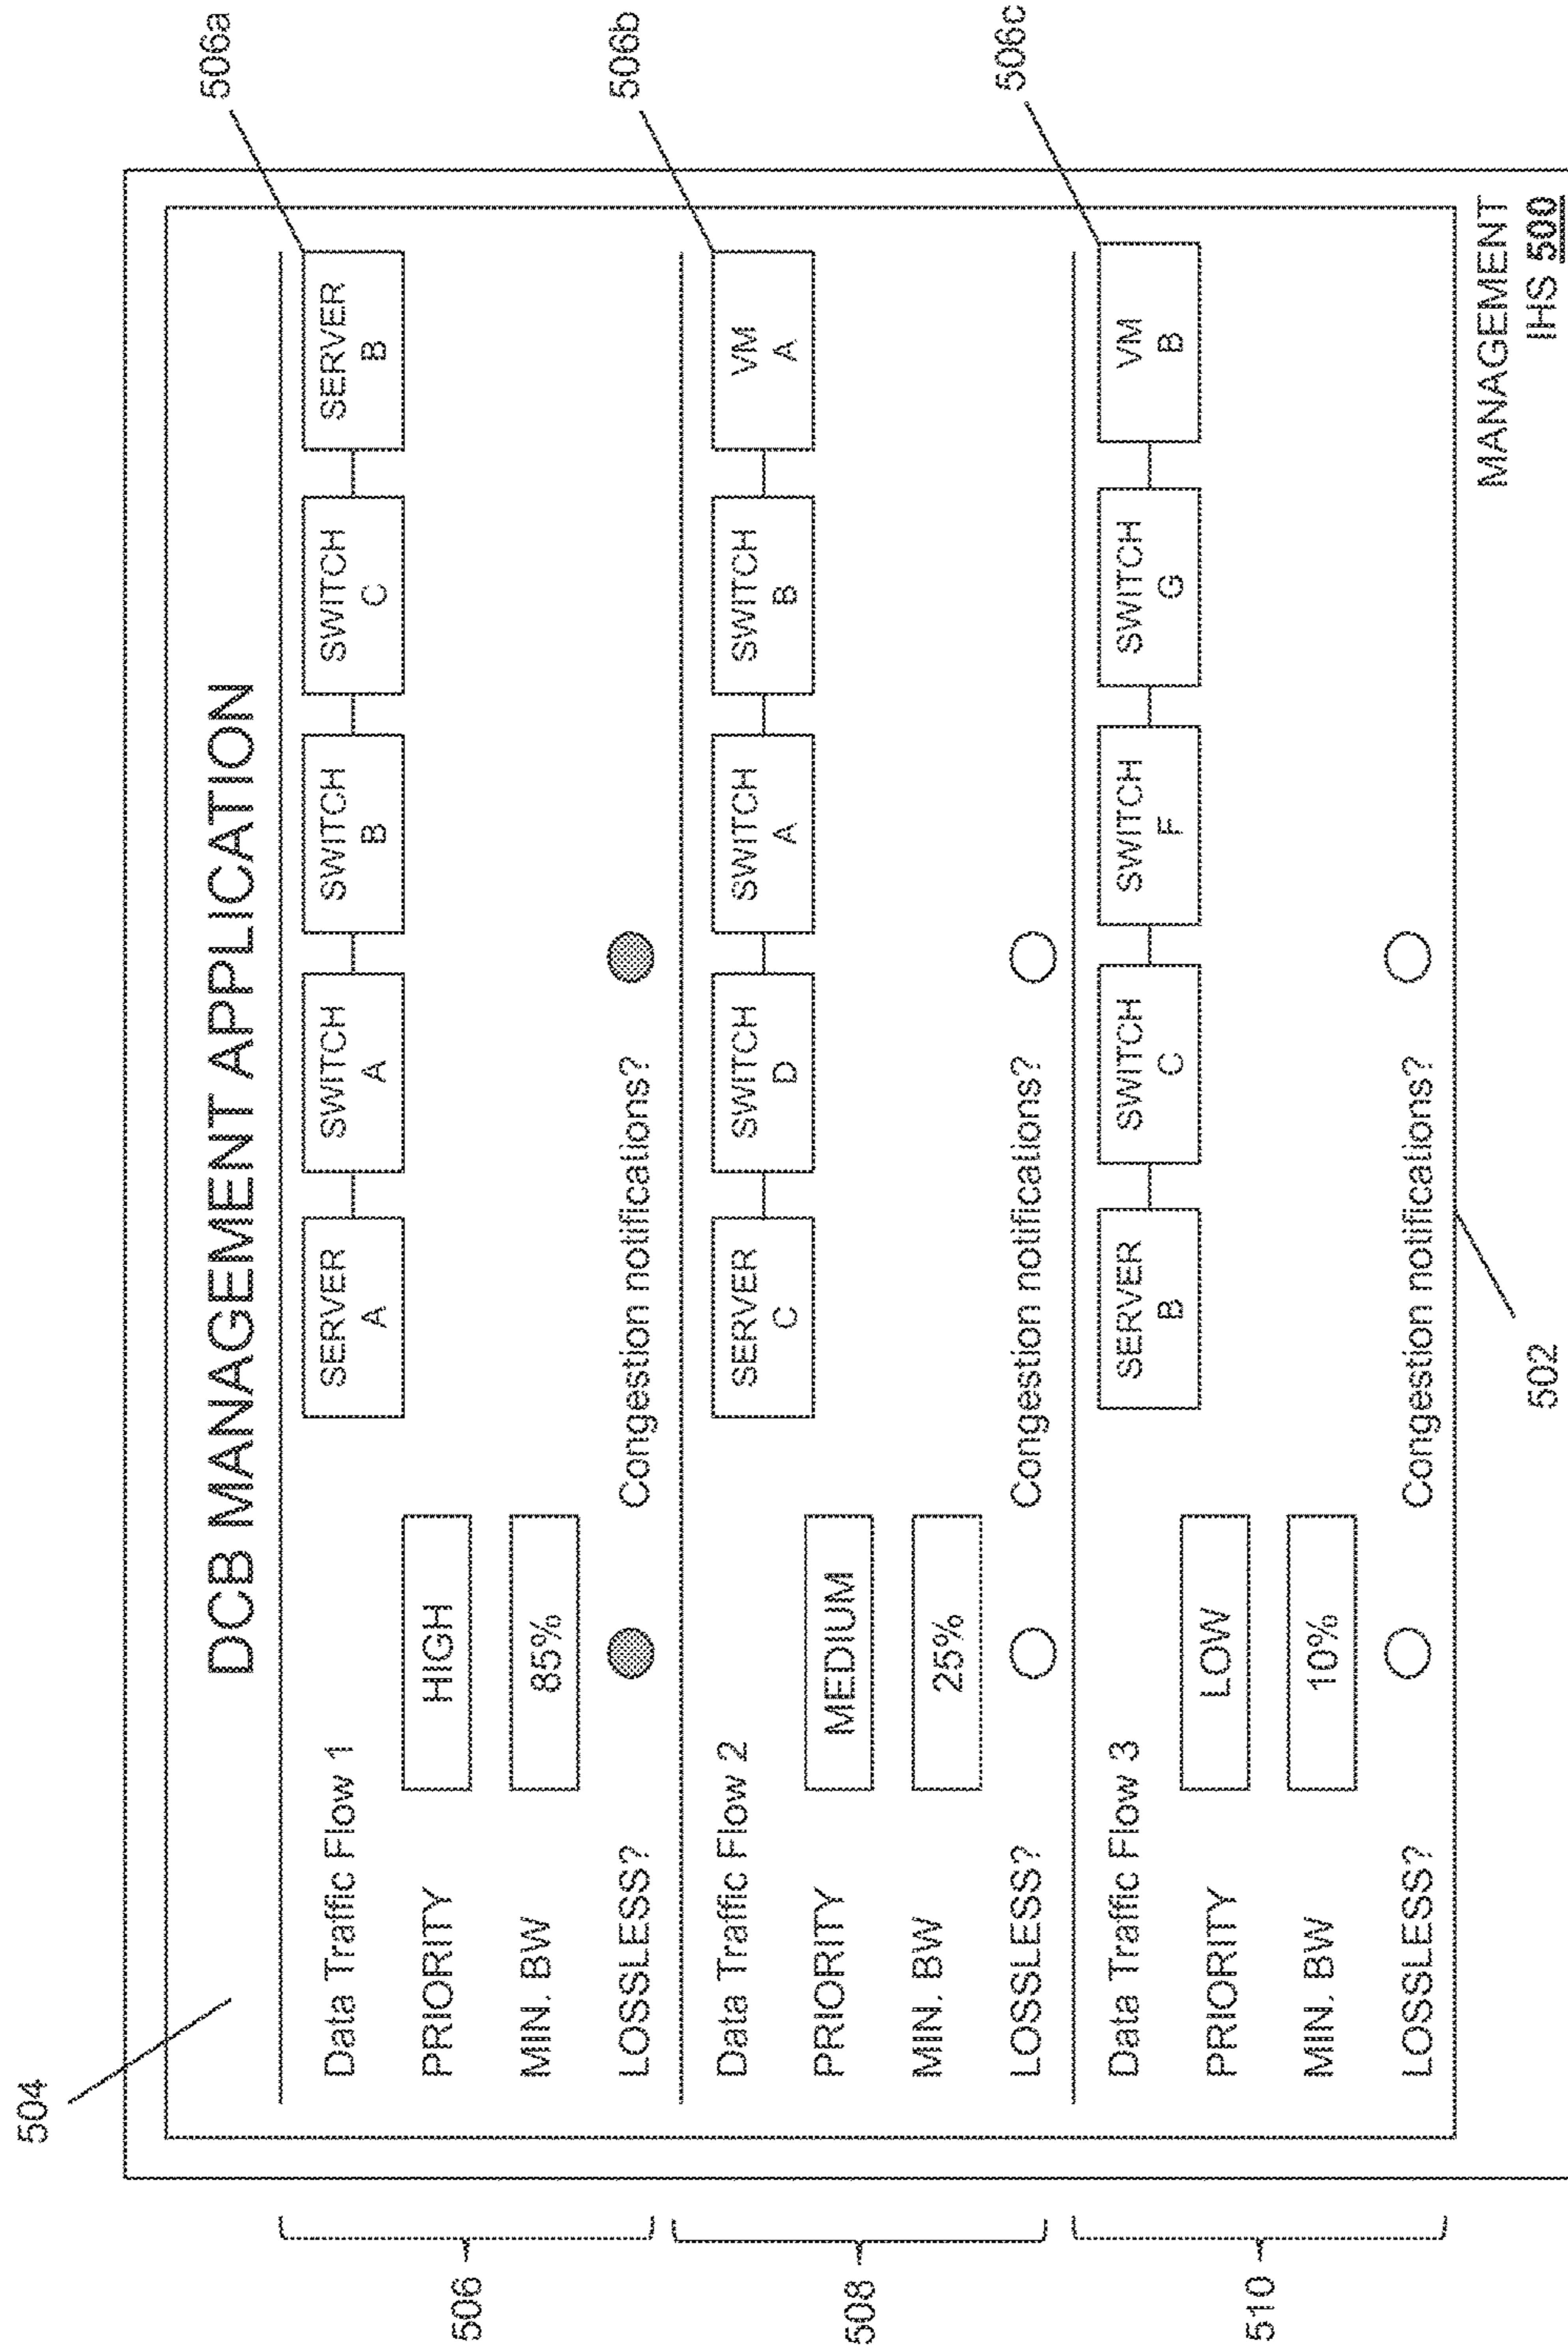 504
DCB MANAGEMENT APPLICATION
506
Data Traffic Flow 1
SERVER
A
SWITCH
A
SWITCH
B
SWITCH
C
SERVER
B
506a
PRIORITY
HIGH
MIN. BW
85%
LOSSLESS?
Congestion notifications?
508
Data Traffic Flow 2
SERVER
C
SWITCH
D
SWITCH
A
SWITCH
B
VM
A
506b
PRIORITY
MEDIUM
MIN. BW
25%
LOSSLESS?
Congestion notifications?
510
Data Traffic Flow 3
SERVER
B
SWITCH
C
SWITCH
F
SWITCH
G
VM
B
506c
PRIORITY
LOW
MIN. BW
10%
LOSSLESS?
Congestion notifications?
502
MANAGEMENT
IHS 500